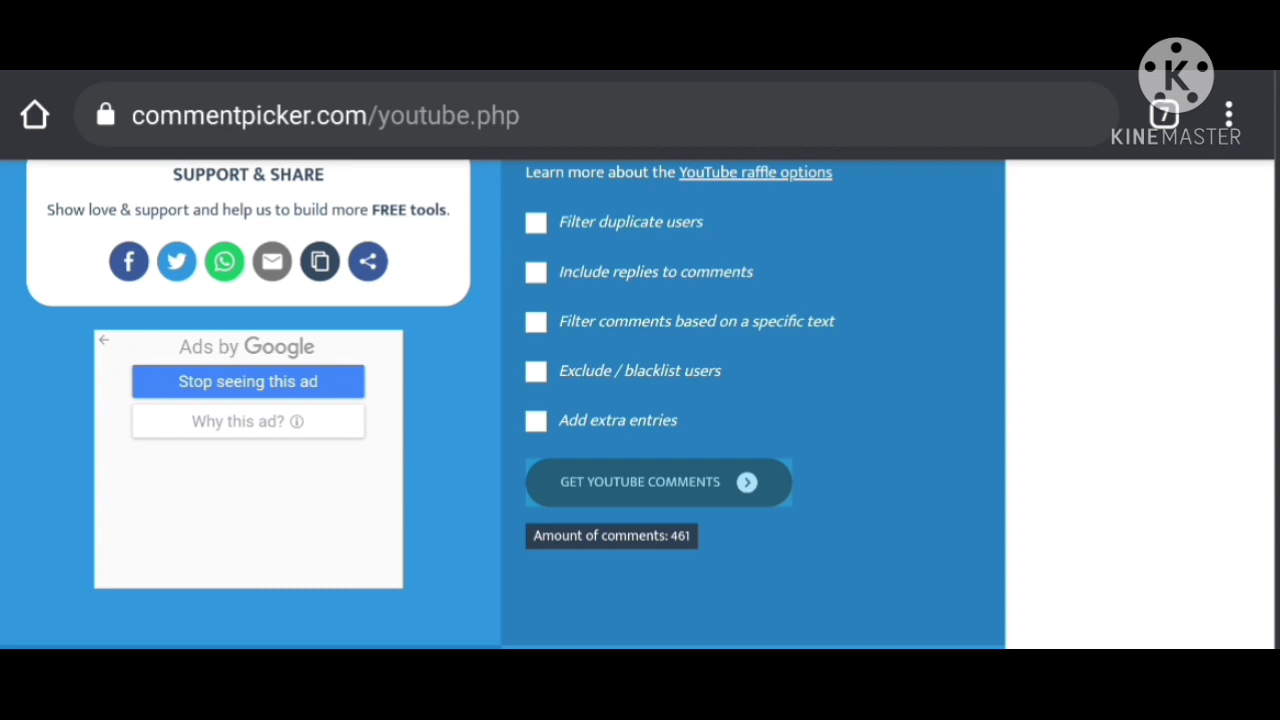 commentpicker.com/youtube.php
7
K
KINEMASTER
SUPPORT & SHARE
Show love & support and help us to build more FREE tools.
f
Ads by Google
Stop seeing this ad
Why this ad?
Learn more about the YouTube raffle options
Filter duplicate users
Include replies to comments
Filter comments based on a specific text
Exclude / blacklist users
Add extra entries
GET YOUTUBE COMMENTS
Amount of comments: 461